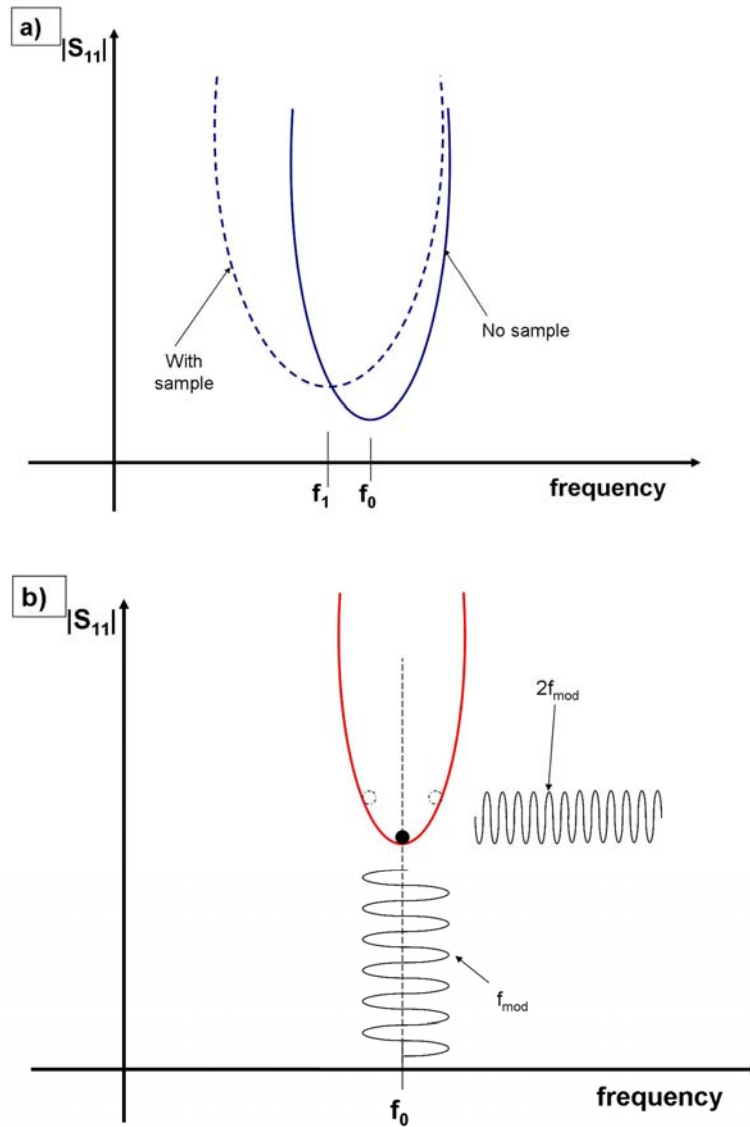 a)
|S11|
With
sample
No sample
f1
f0
frequency
b)
|S11|
2fmod
fmod
f0
frequency